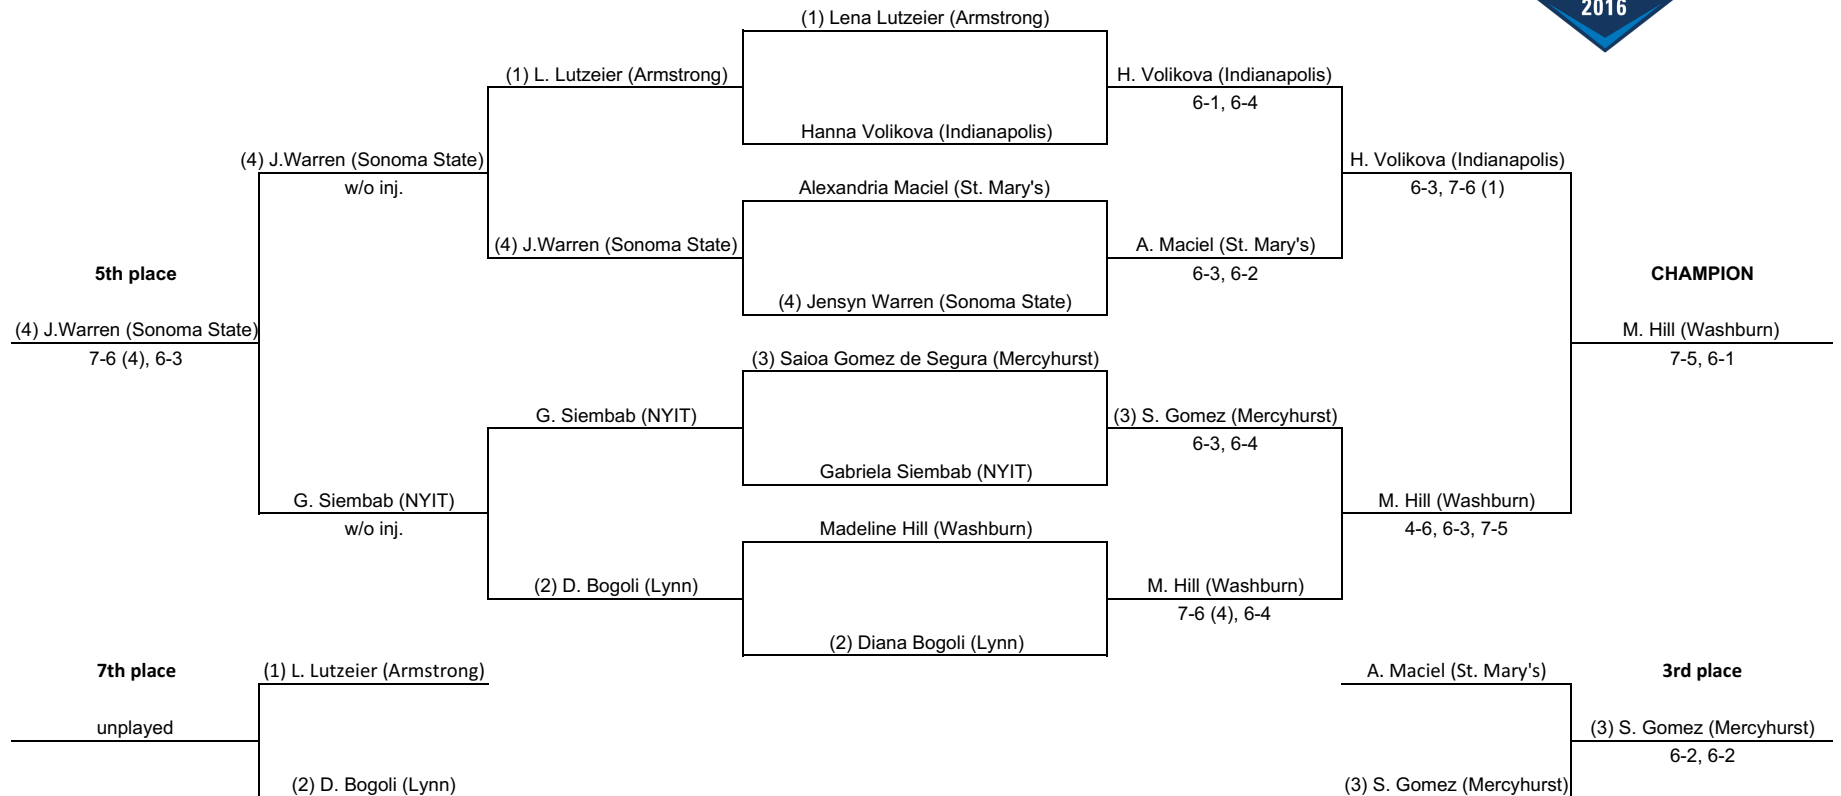 2016
(1) Lena Lutzeier (Armstrong)
(1) L. Lutzeier (Armstrong)
H. Volikova (Indianapolis)
6-1, 6-4
Hanna Volikova (Indianapolis)
(4) J.Warren (Sonoma State)
H. Volikova (Indianapolis)
w/o inj.
Alexandria Maciel (St. Mary's)
6-3, 7-6 (1)
(4) J.Warren (Sonoma State)
A. Maciel (St. Mary's)
5th place
6-3, 6-2
CHAMPION
(4) Jensyn Warren (Sonoma State)
(4) J.Warren (Sonoma State)
M. Hill (Washburn)
7-6 (4), 6-3
(3) Saioa Gomez de Segura (Mercyhurst)
7-5, 6-1
G. Siembab (NYIT)
(3) S. Gomez (Mercyhurst)
6-3, 6-4
Gabriela Siembab (NYIT)
G. Siembab (NYIT)
M. Hill (Washburn)
w/o inj.
Madeline Hill (Washburn)
4-6, 6-3, 7-5
(2) D. Bogoli (Lynn)
M. Hill (Washburn)
7-6 (4), 6-4
(2) Diana Bogoli (Lynn)
7th place
(1) L. Lutzeier (Armstrong)
A. Maciel (St. Mary's)
3rd place
unplayed
(3) S. Gomez (Mercyhurst)
6-2, 6-2
(2) D. Bogoli (Lynn)
(3) S. Gomez (Mercyhurst)